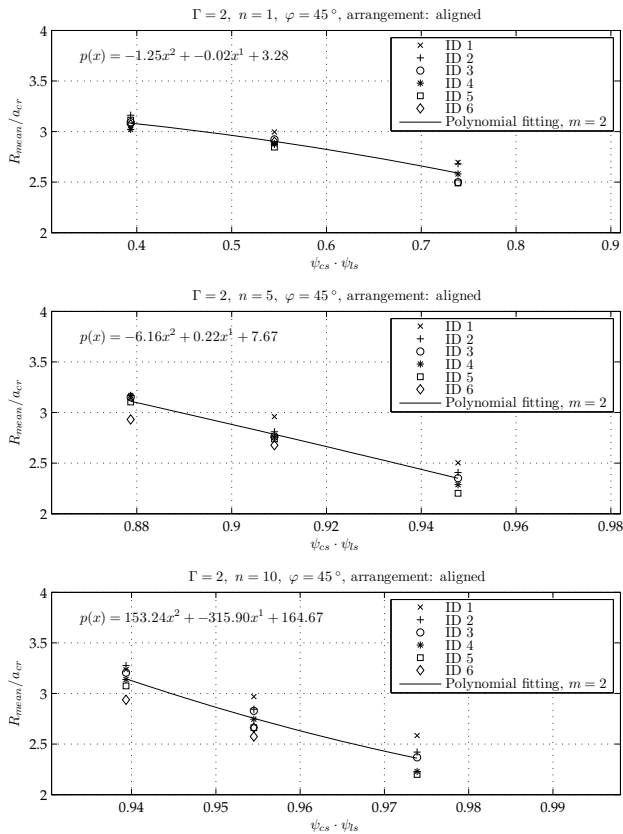 Γ = 2, n = 1, φ = 45°, arrangement: aligned
4
p(x) = −1.25x² + −0.02x¹ + 3.28
ID 1
ID 2
ID 3
ID 4
ID 5
ID 6
Polynomial fitting, m = 2
3.5
3
2.5
2
R_mean/a_cr
0.4 0.5 0.6 0.7 0.8 0.9
ψ_cs · ψ_ls
Γ = 2, n = 5, φ = 45°, arrangement: aligned
4
p(x) = −6.16x² + 0.22x¹ + 7.67
ID 1
ID 2
ID 3
ID 4
ID 5
ID 6
Polynomial fitting, m = 2
3.5
3
2.5
2
R_mean/a_cr
0.88 0.9 0.92 0.94 0.96 0.98
ψ_cs · ψ_ls
Γ = 2, n = 10, φ = 45°, arrangement: aligned
4
p(x) = 153.24x² + −315.90x¹ + 164.67
ID 1
ID 2
ID 3
ID 4
ID 5
ID 6
Polynomial fitting, m = 2
3.5
3
2.5
2
R_mean/a_cr
0.94 0.95 0.96 0.97 0.98 0.99
ψ_cs · ψ_ls